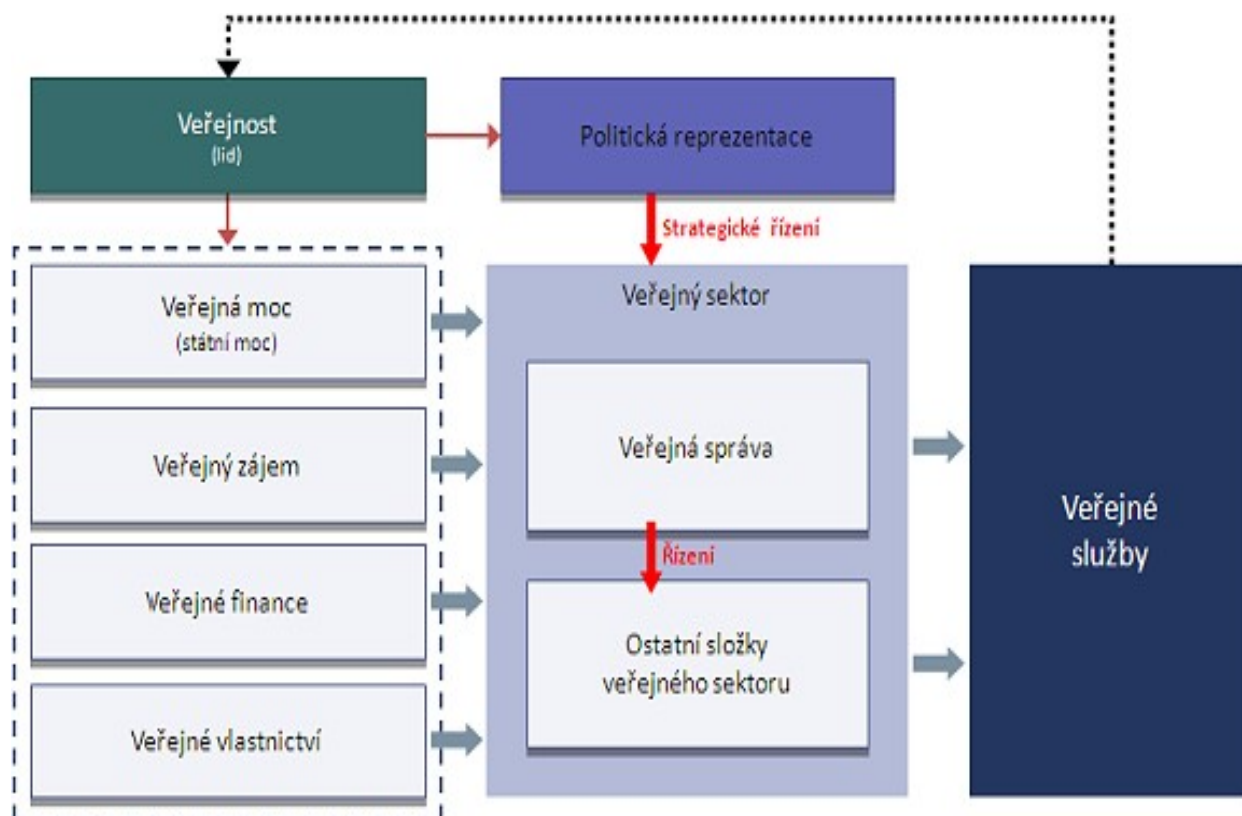 Veřejnost
(lid)
Politická reprezentace
Strategické řízení
Veřejná moc
(státní moc)
Veřejný zájem
Veřejné finance
Veřejné vlastnictví
Veřejný sektor
Veřejná správa
Řízení
Ostatní složky
veřejného sektoru
Veřejné
služby